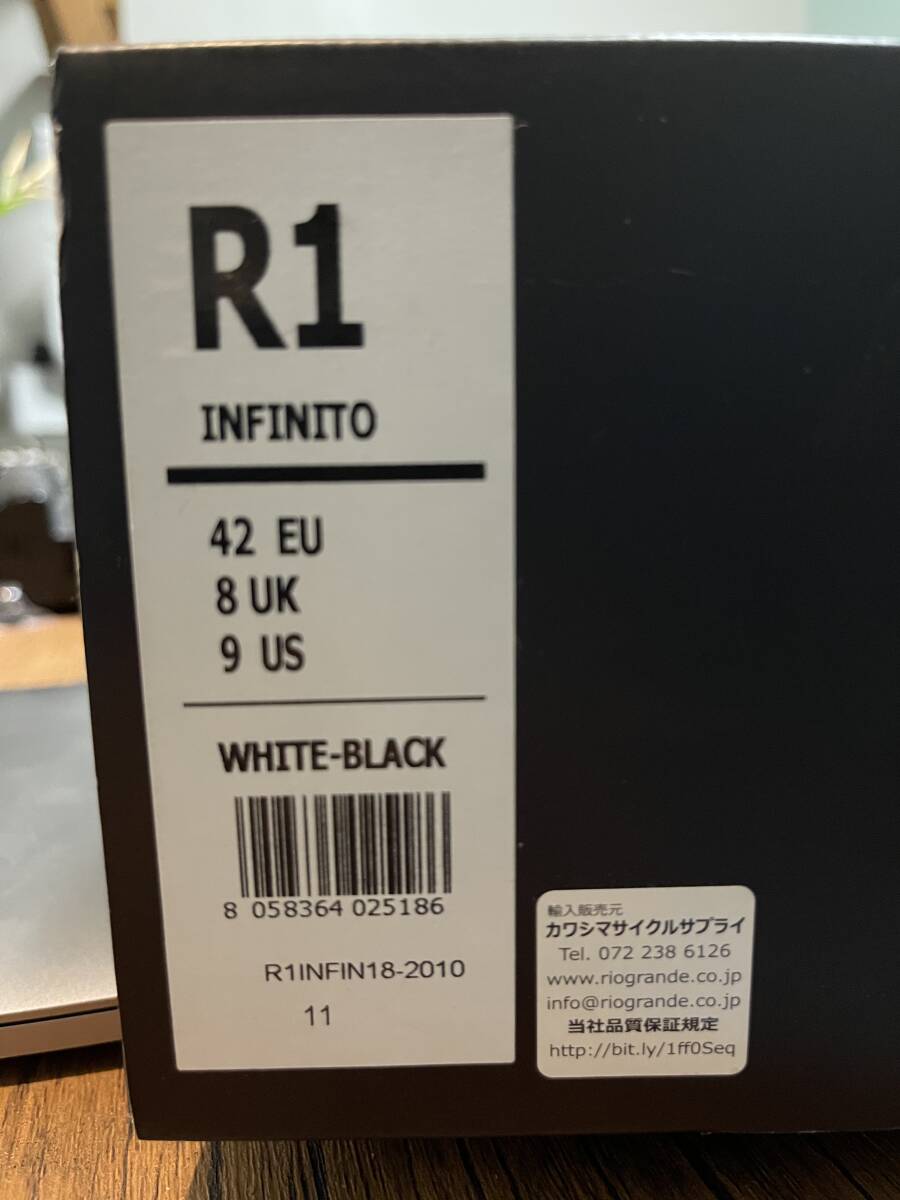 R1
INFINITO
42 EU
8 UK
9 US
WHITE-BLACK
8 058364 025186
R1INFIN18-2010
11
輸入販売元
カワシマサイクルサプライ
Tel. 072 238 6126
www.riogrande.co.jp
info@riogrande.co.jp
当社品質保証規定
http://bit.ly/1ff0Seq